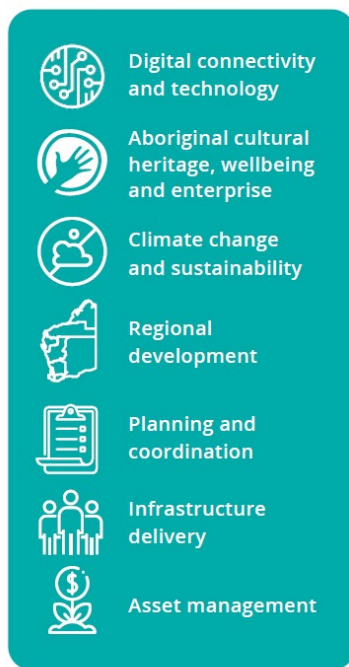 Digital connectivity
and technology
Aboriginal cultural
heritage, wellbeing
and enterprise
Climate change
and sustainability
Regional
development
Planning and
coordination
Infrastructure
delivery
$
Asset management